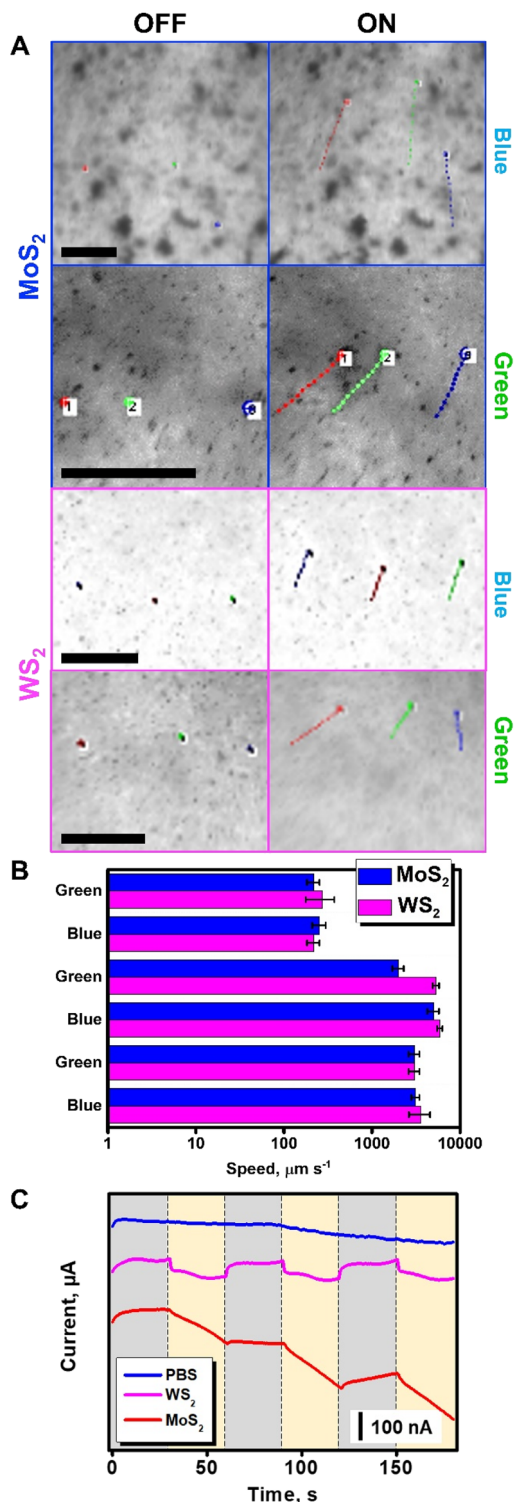 OFF ON
A
MoS2
Blue
1 2
1 2
Green
WS2
Blue
Green
B
MoS2
WS2
Green
Blue
Green
Blue
Green
Blue
1 10 100 1000 10000
Speed, μm s-1
C
Current, μA
PBS
WS2
MoS2
100 nA
0 50 100 150
Time, s